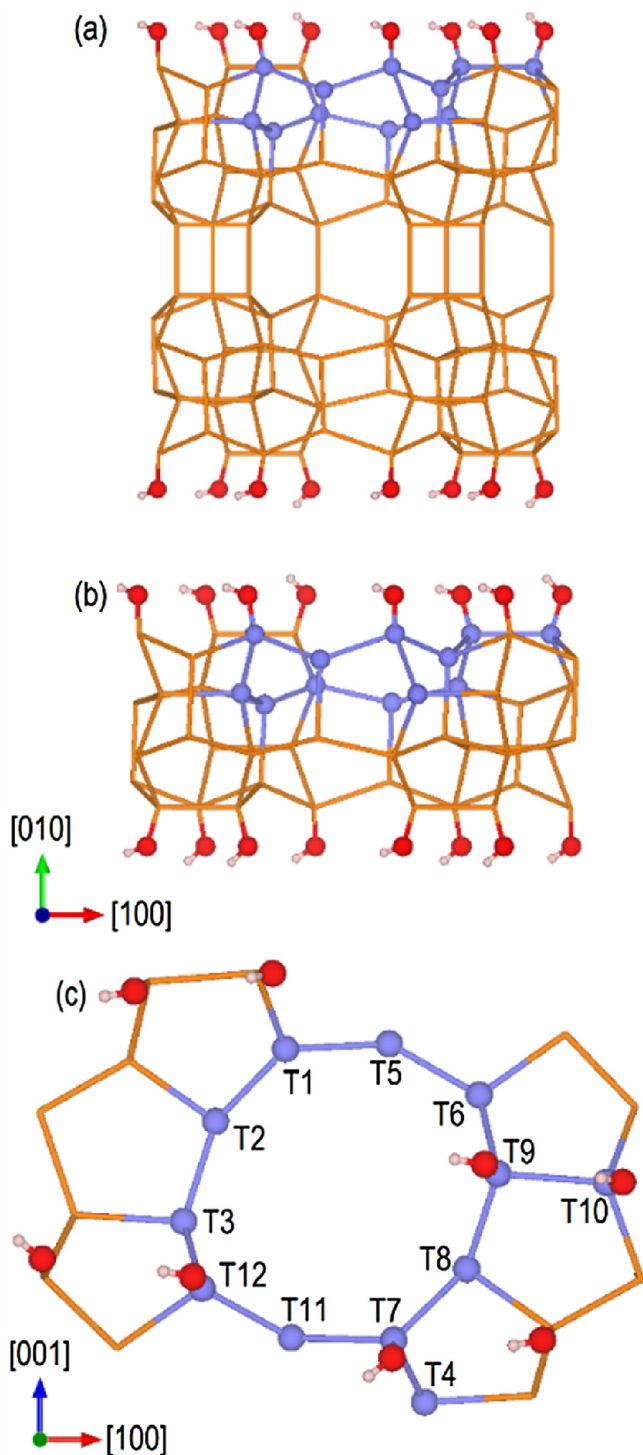 (a)
(b)
[010]
[100]
(c)
T1
T5
T6
T2
T9
T10
T3
T8
T12
T11
T7
T4
[001]
[100]